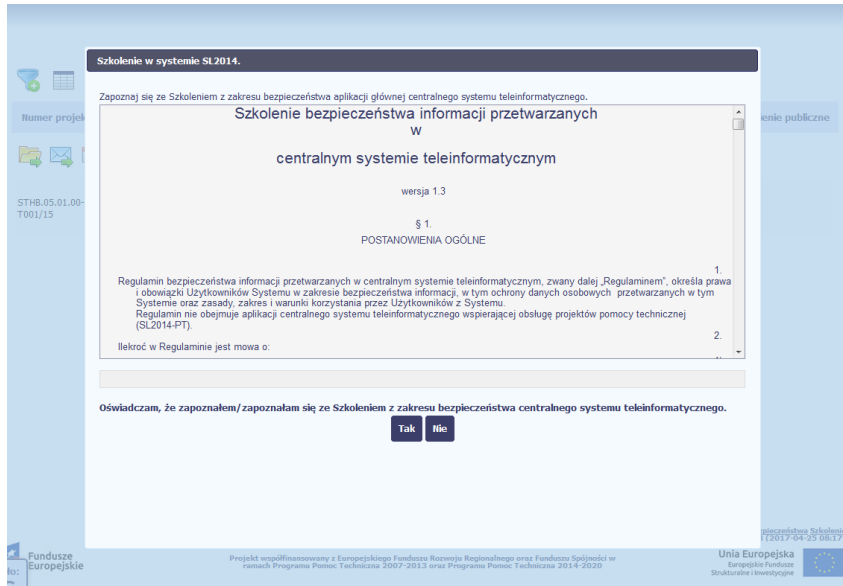 Szkolenie w systemie SL2014.
Zapoznaj się ze Szkoleniem z zakresu bezpieczeństwa aplikacji głównej centralnego systemu teleinformatycznego.
Szkolenie bezpieczeństwa informacji przetwarzanych
w
centralnym systemie teleinformatycznym
wersja 1.3
§ 1.
POSTANOWIENIA OGÓLNE
1.
Regulamin bezpieczeństwa informacji przetwarzanych w centralnym systemie teleinformatycznym, zwany dalej „Regulaminem", określa prawa
i obowiązki Użytkowników Systemu w zakresie bezpieczeństwa informacji, w tym ochrony danych osobowych przetwarzanych w tym
Systemie oraz zasady, zakres i warunki korzystania przez Użytkowników z Systemu.
Regulamin nie obejmuje aplikacji centralnego systemu teleinformatycznego wspierającej obsługę projektów pomocy technicznej
(SL2014-PT).
2.
Ilekroć w Regulaminie jest mowa o:
Oświadczam, że zapoznałem/zapoznałam się ze Szkoleniem z zakresu bezpieczeństwa centralnego systemu teleinformatycznego.
Tak Nie
Numer projek
enie publiczne
STHB.05.01.00-
T001/15
Szkoleni
(2017-04-25 08:17
Fundusze
Europejskie
Projekt współfinansowany z Europejskiego Funduszu Rozwoju Regionalnego oraz Funduszu Spójności w
ramach Programu Pomoc Techniczna 2007-2013 oraz Programu Pomoc Techniczna 2014-2020
Unia Europejska
Europejskie Fundusze
Strukturalne i Inwestycyjne